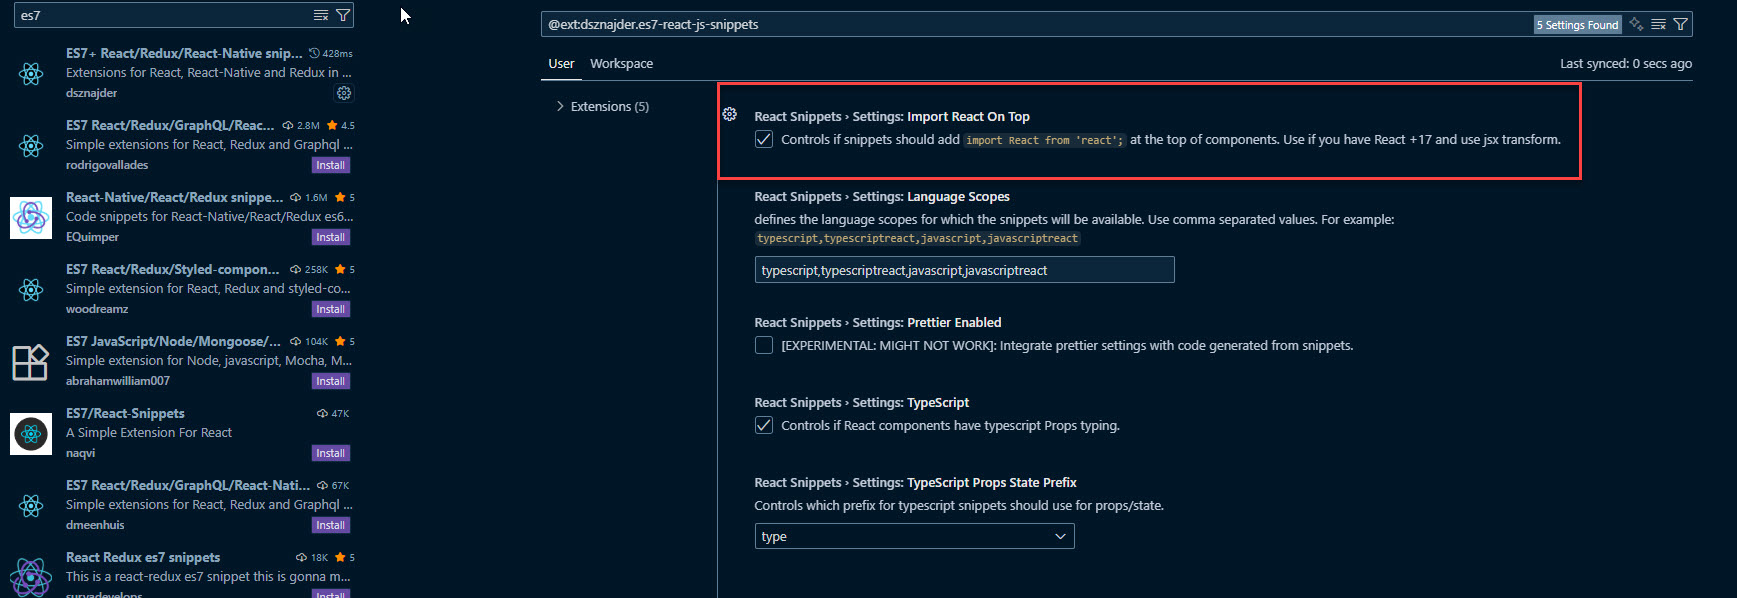 es7
ES7+ React/Redux/React-Native snip... 428ms
Extensions for React, React-Native and Redux in ...
dsznajder
ES7 React/Redux/GraphQL/Reac... 2.8M 4.5
Simple extensions for React, Redux and Graphql ...
rodrigovallades Install
React-Native/React/Redux snippe... 1.6M 5
Code snippets for React-Native/React/Redux es6...
EQuimper Install
ES7 React/Redux/Styled-compon... 258K 5
Simple extension for React, Redux and styled-co...
woodreamz Install
ES7 JavaScript/Node/Mongoose/... 104K 5
Simple extension for Node, javascript, Mocha, M...
abrahamwilliam007 Install
ES7/React-Snippets 47K
A Simple Extension For React
naqvi Install
ES7 React/Redux/GraphQL/React-Nati... 67K
Simple extensions for React, Redux and Graphql ...
dmeenhuis Install
React Redux es7 snippets 18K 5
This is a react-redux es7 snippet this is gonna m...
suryadevelops Install
@ext:dsznajder.es7-react-js-snippets 5 Settings Found
User Workspace Last synced: 0 secs ago
Extensions (5)
React Snippets › Settings: Import React On Top
Controls if snippets should add import React from 'react'; at the top of components. Use if you have React +17 and use jsx transform.
React Snippets › Settings: Language Scopes
defines the language scopes for which the snippets will be available. Use comma separated values. For example:
typescript,typescriptreact,javascript,javascriptreact
typescript,typescriptreact,javascript,javascriptreact
React Snippets › Settings: Prettier Enabled
[EXPERIMENTAL: MIGHT NOT WORK]: Integrate prettier settings with code generated from snippets.
React Snippets › Settings: TypeScript
Controls if React components have typescript Props typing.
React Snippets › Settings: TypeScript Props State Prefix
Controls which prefix for typescript snippets should use for props/state.
type